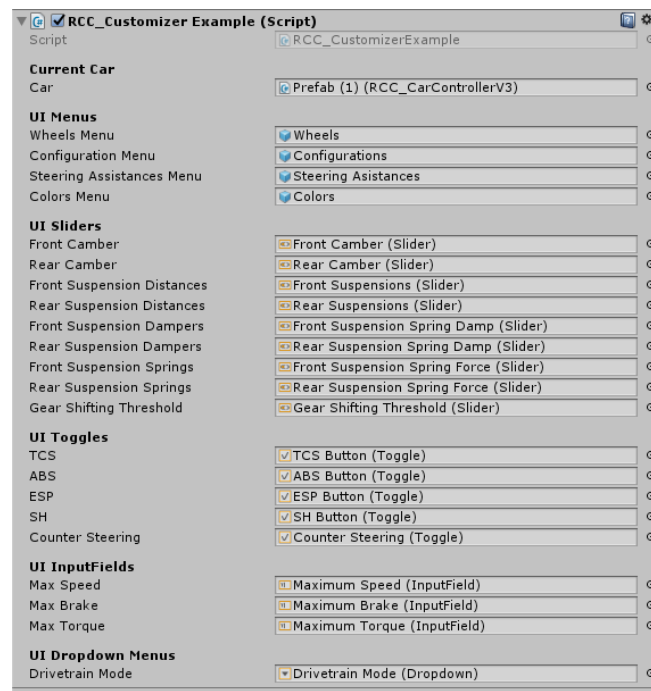 RCC_Customizer Example (Script)
Script RCC_CustomizerExample
Current Car
Car Prefab (1) (RCC_CarControllerV3)
UI Menus
Wheels Menu Wheels
Configuration Menu Configurations
Steering Assistances Menu Steering Asistances
Colors Menu Colors
UI Sliders
Front Camber Front Camber (Slider)
Rear Camber Rear Camber (Slider)
Front Suspension Distances Front Suspensions (Slider)
Rear Suspension Distances Rear Suspensions (Slider)
Front Suspension Dampers Front Suspension Spring Damp (Slider)
Rear Suspension Dampers Rear Suspension Spring Damp (Slider)
Front Suspension Springs Front Suspension Spring Force (Slider)
Rear Suspension Springs Rear Suspension Spring Force (Slider)
Gear Shifting Threshold Gear Shifting Threshold (Slider)
UI Toggles
TCS TCS Button (Toggle)
ABS ABS Button (Toggle)
ESP ESP Button (Toggle)
SH SH Button (Toggle)
Counter Steering Counter Steering (Toggle)
UI InputFields
Max Speed Maximum Speed (InputField)
Max Brake Maximum Brake (InputField)
Max Torque Maximum Torque (InputField)
UI Dropdown Menus
Drivetrain Mode Drivetrain Mode (Dropdown)